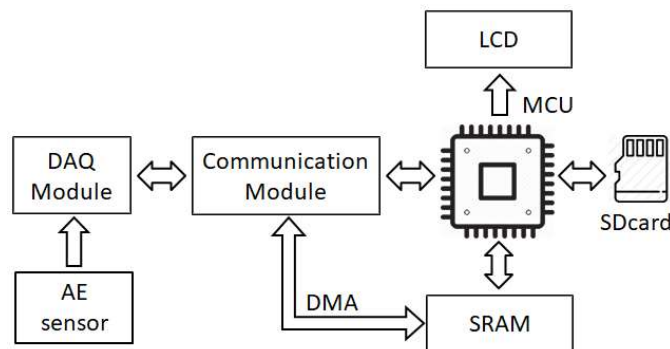 LCD
MCU
DAQ
Module
Communication
Module
SDcard
AE
sensor
DMA
SRAM